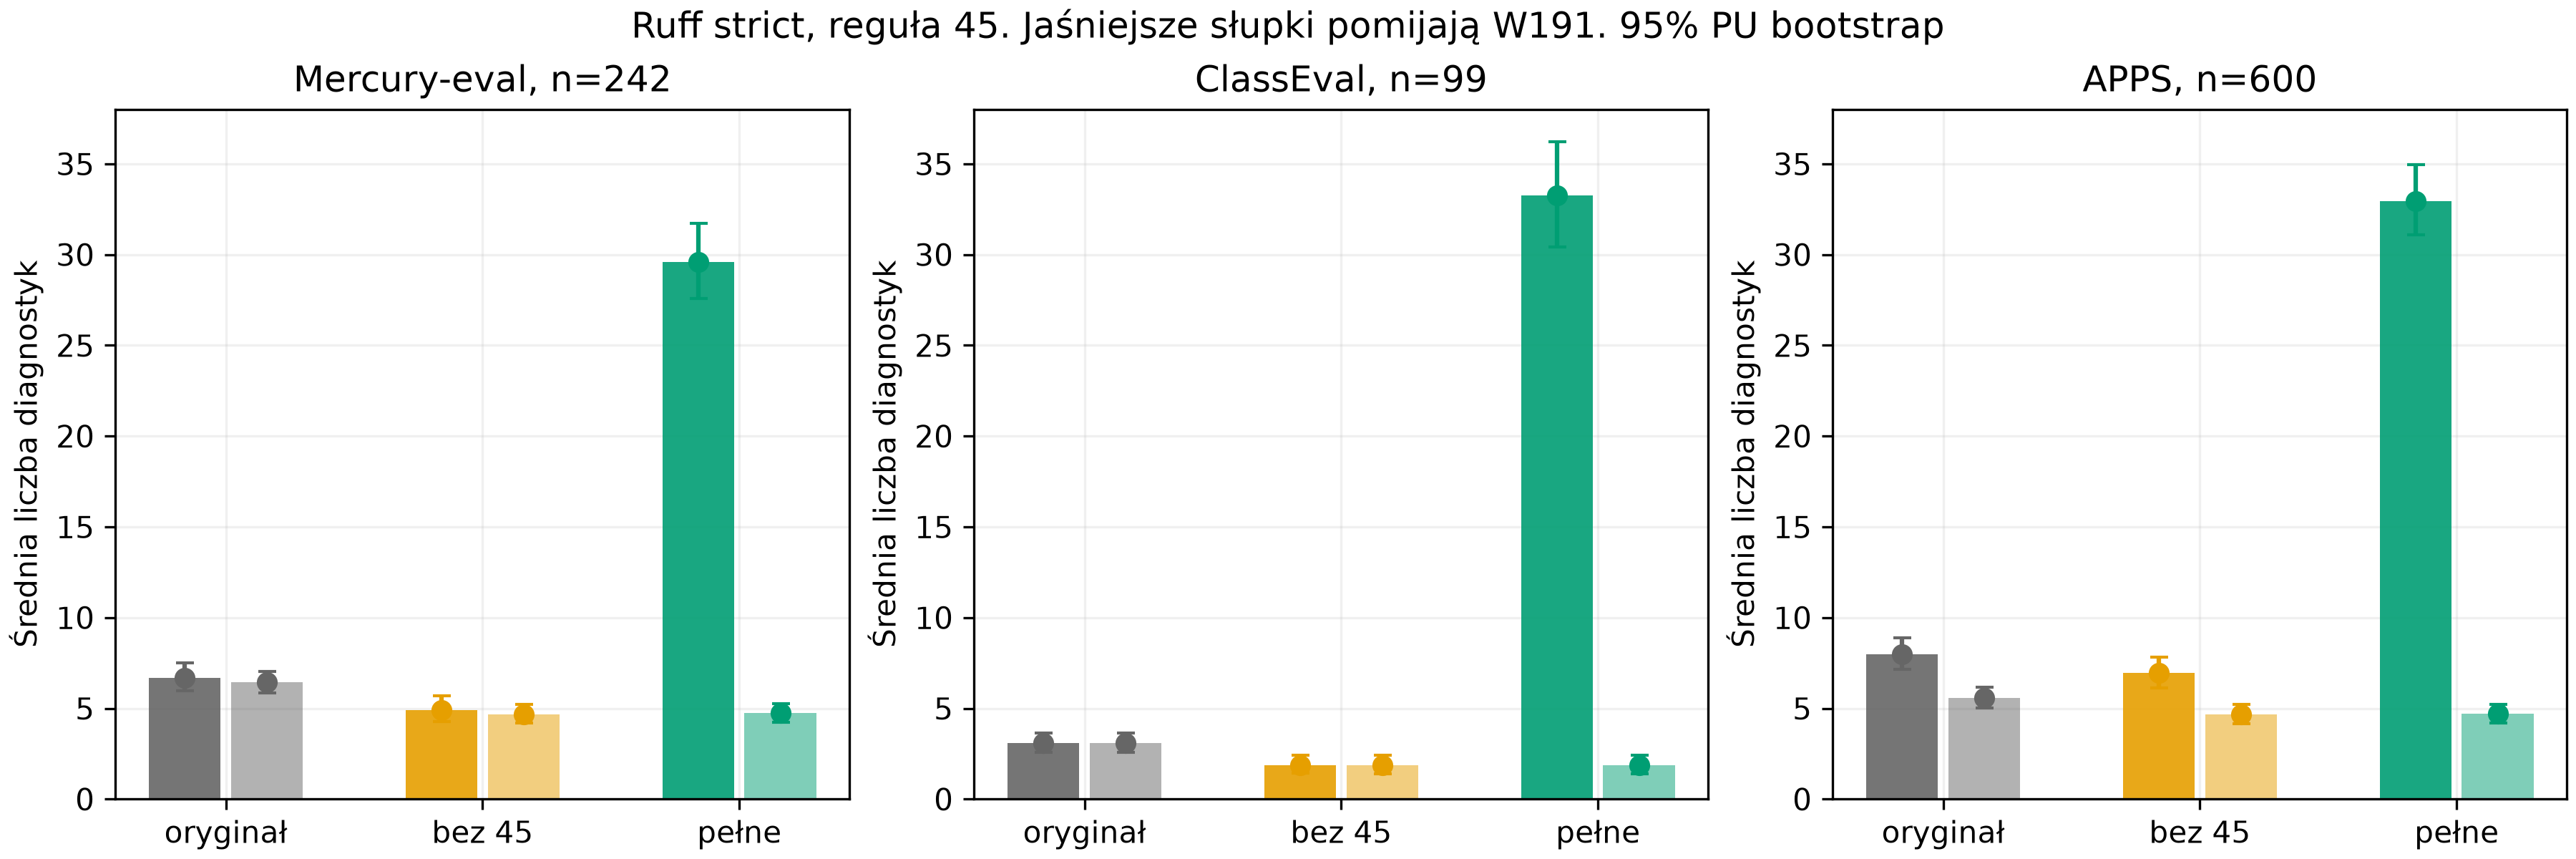 Ruff strict, reguła 45. Jaśniejsze słupki pomijają W191. 95% PU bootstrap
Mercury-eval, n=242
Średnia liczba diagnostyk
35
30
25
20
15
10
5
0
oryginał bez 45 pełne
ClassEval, n=99
Średnia liczba diagnostyk
35
30
25
20
15
10
5
0
oryginał bez 45 pełne
APPS, n=600
Średnia liczba diagnostyk
35
30
25
20
15
10
5
0
oryginał bez 45 pełne